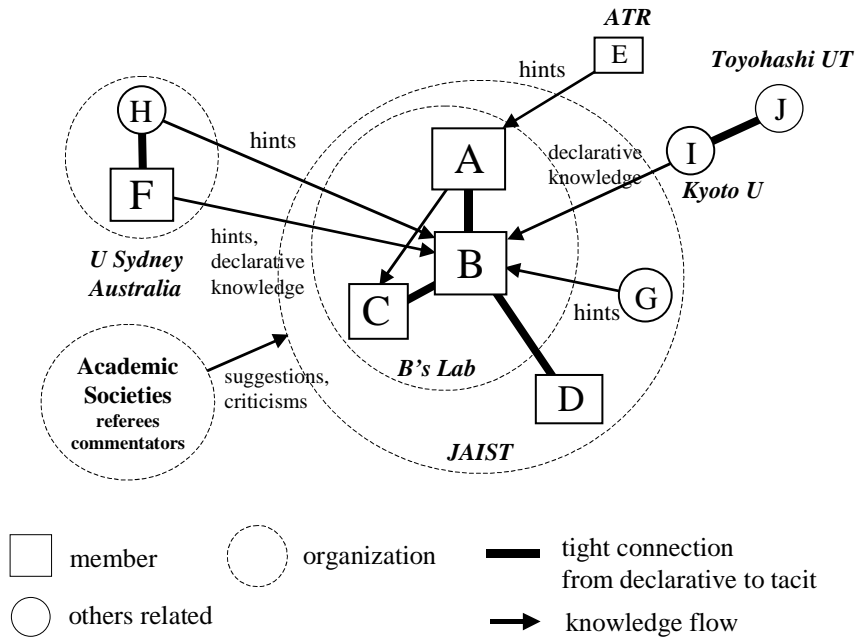 ATR
E
hints
Toyohashi UT
J
H
hints
A
declarative
knowledge
I
Kyoto U
F
hints,
declarative
knowledge
U Sydney
Australia
B
C
G
hints
B's Lab
D
JAIST
Academic
Societies
referees
commentators
suggestions,
criticisms
member
organization
tight connection
from declarative to tacit
others related
knowledge flow